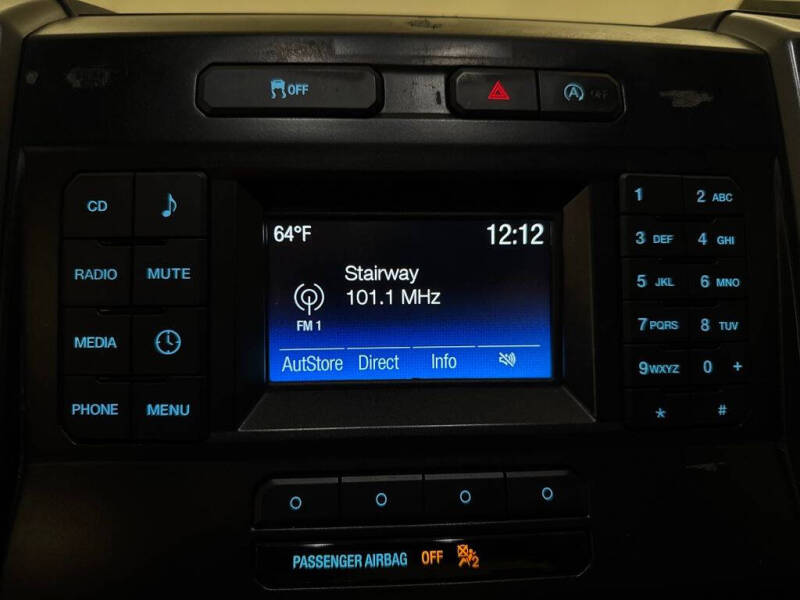 OFF
A OFF
CD
RADIO MUTE
MEDIA
PHONE MENU
64°F 12:12
Stairway
101.1 MHz
FM 1
AutStore Direct Info
1 2 ABC
3 DEF 4 GHI
5 JKL 6 MNO
7 PQRS 8 TUV
9 WXYZ 0 +
* #
PASSENGER AIRBAG OFF 2